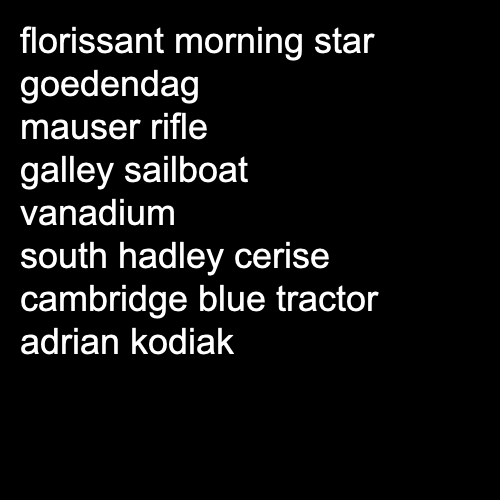 florissant morning star
goedendag
mauser rifle
galley sailboat
vanadium
south hadley cerise
cambridge blue tractor
adrian kodiak